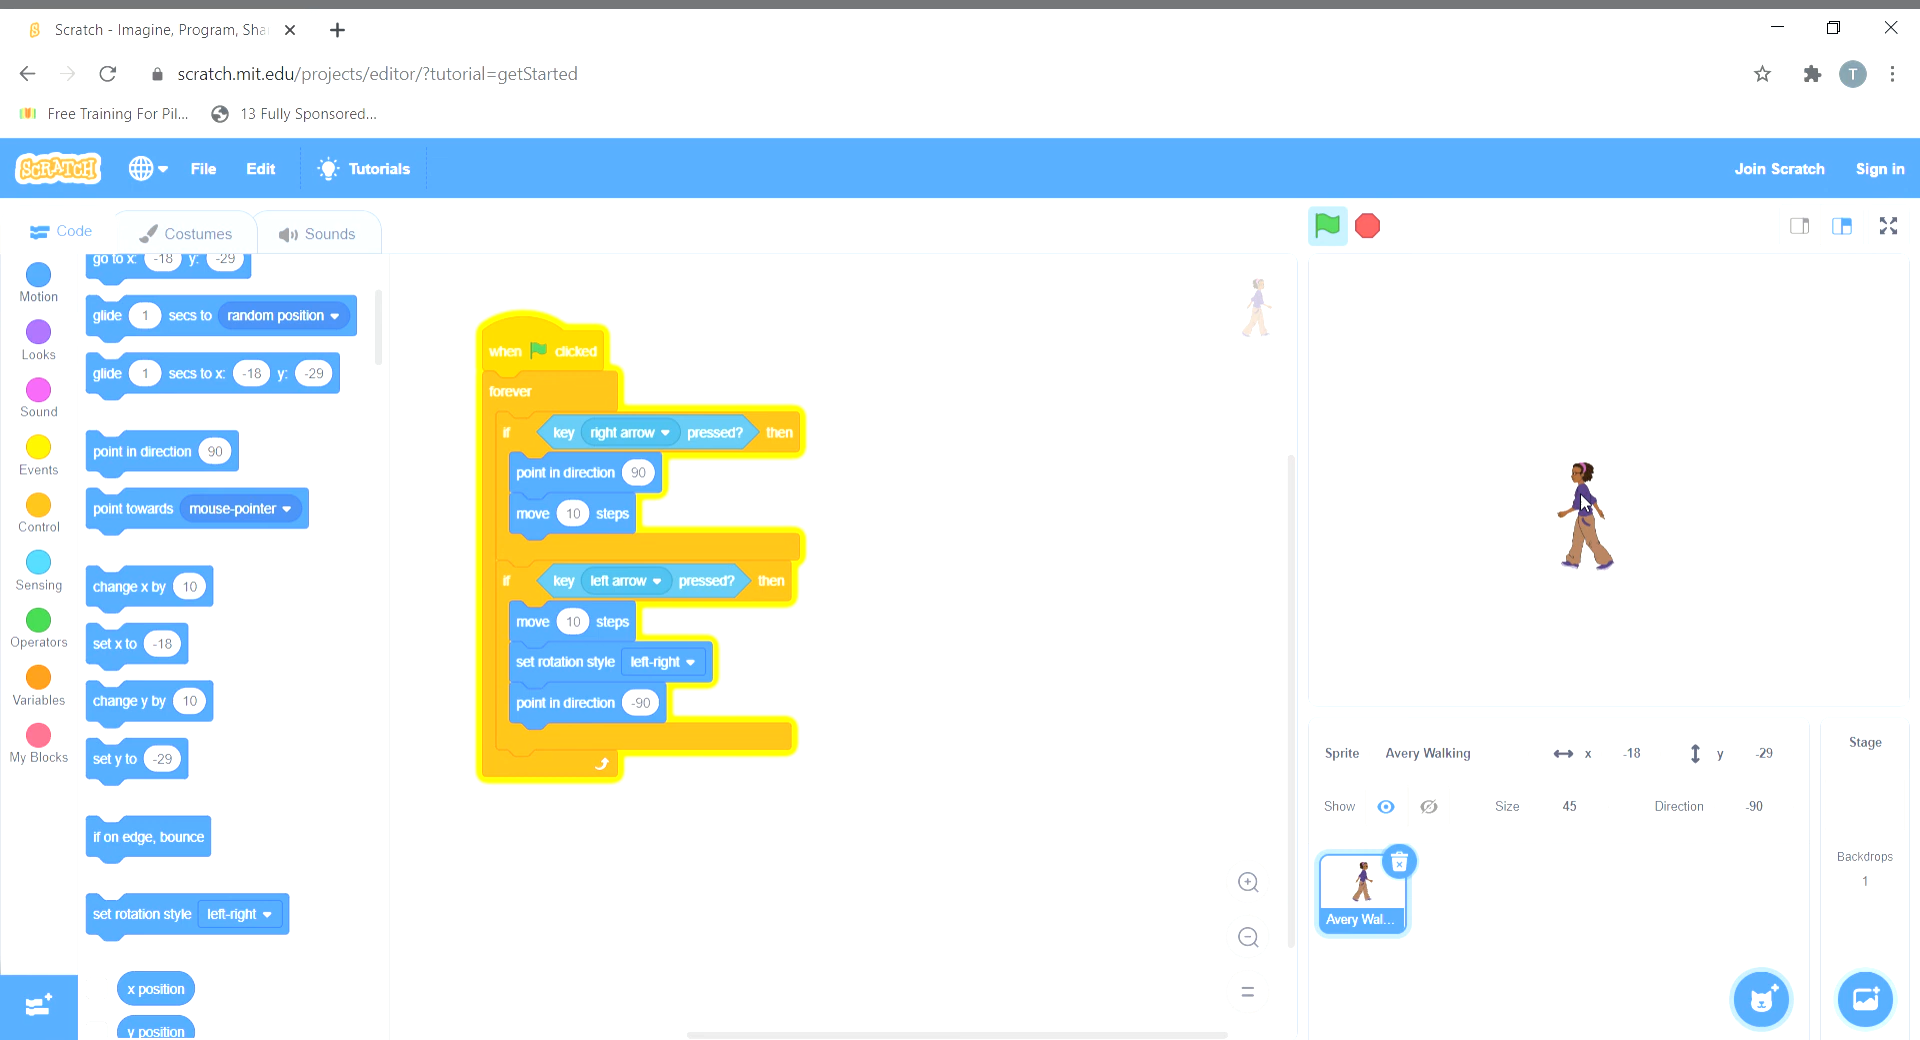 Scratch - Imagine, Program, Sha
scratch.mit.edu/projects/editor/?tutorial=getStarted
T
Free Training For Pil...
13 Fully Sponsored...
SCRATCH
File
Edit
Tutorials
Join Scratch
Sign in
Code
Costumes
Sounds
Motion
Looks
Sound
Events
Control
Sensing
Operators
Variables
My Blocks
go to x: -18 y: -29
glide 1 secs to random position
glide 1 secs to x: -18 y: -29
point in direction 90
point towards mouse-pointer
change x by 10
set x to -18
change y by 10
set y to -29
if on edge, bounce
set rotation style left-right
x position
y position
when clicked
forever
if key right arrow pressed? then
point in direction 90
move 10 steps
if key left arrow pressed? then
move 10 steps
set rotation style left-right
point in direction -90
Sprite Avery Walking x -18 y -29
Show Size 45 Direction -90
Avery Wal...
Stage
Backdrops
1